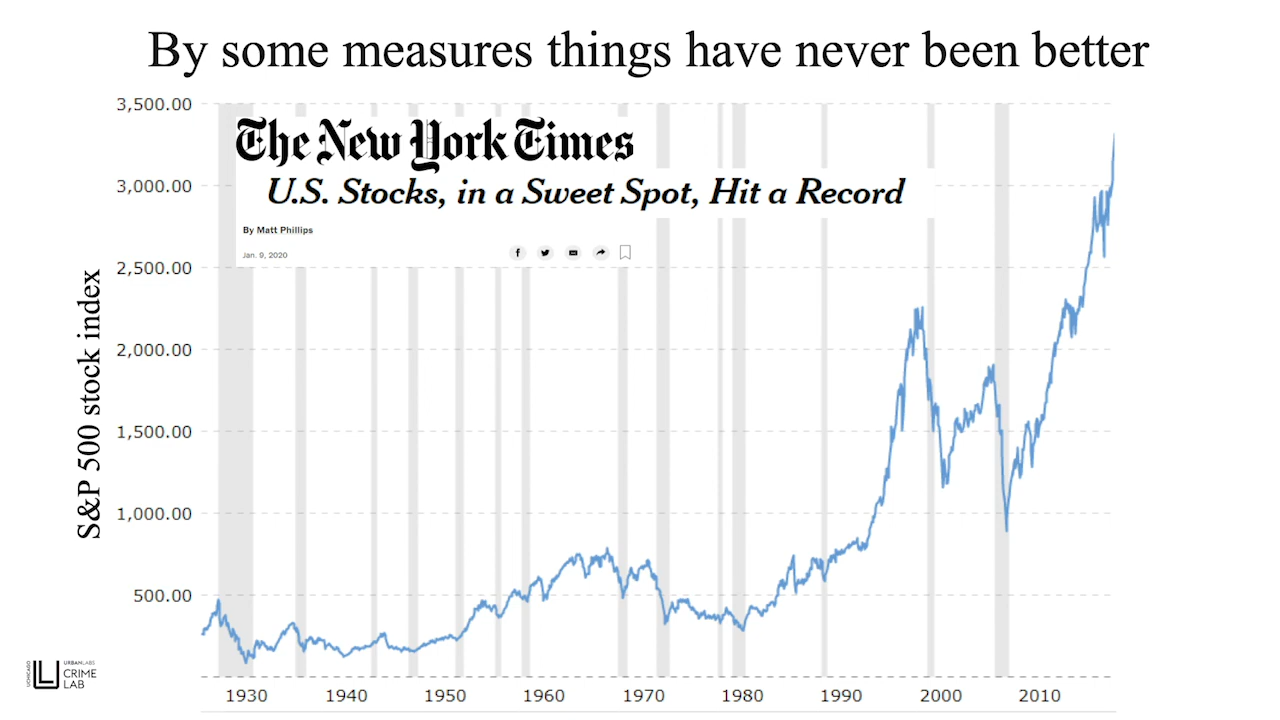 By some measures things have never been better
3,500.00
The New York Times
3,000.00
U.S. Stocks, in a Sweet Spot, Hit a Record
By Matt Phillips
Jan. 9, 2020
2,500.00
2,000.00
1,500.00
1,000.00
500.00
S&P 500 stock index
1930 1940 1950 1960 1970 1980 1990 2000 2010
UCHICAGO
URBANLABS
CRIME
LAB